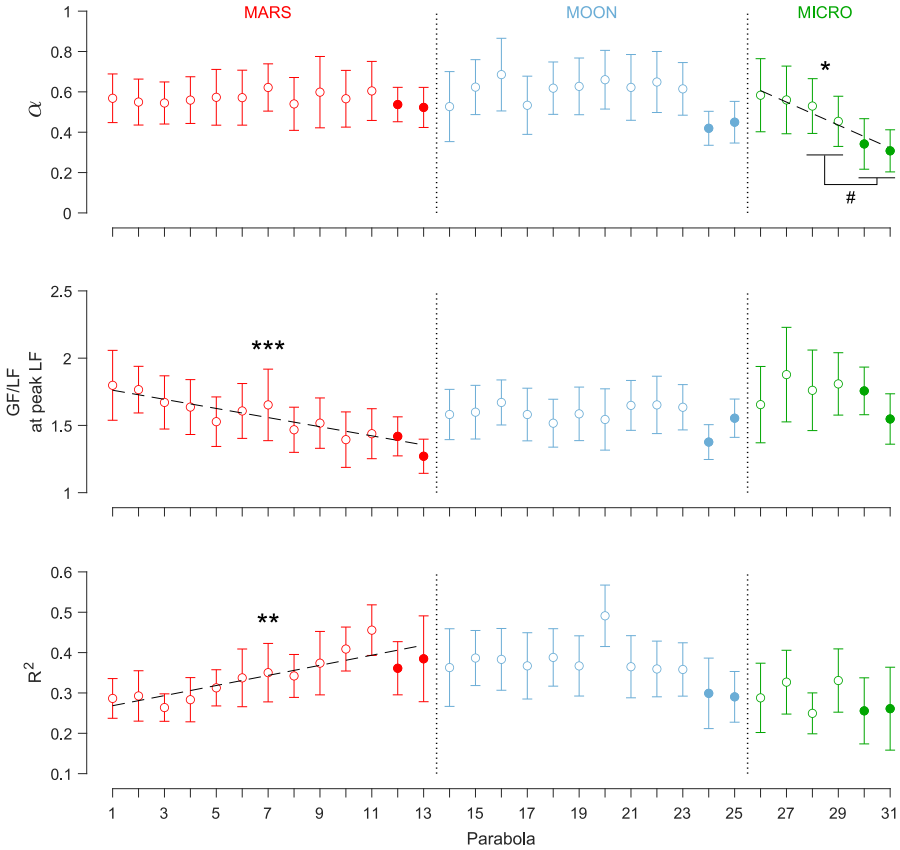 MARS MOON MICRO
1
0.8
0.6
0.4
0.2
0
α
*
#
2.5
2
1.5
1
GF/LF
at peak LF
***
0.6
0.5
0.4
0.3
0.2
0.1
R²
**
1 3 5 7 9 11 13 15 17 19 21 23 25 27 29 31
Parabola